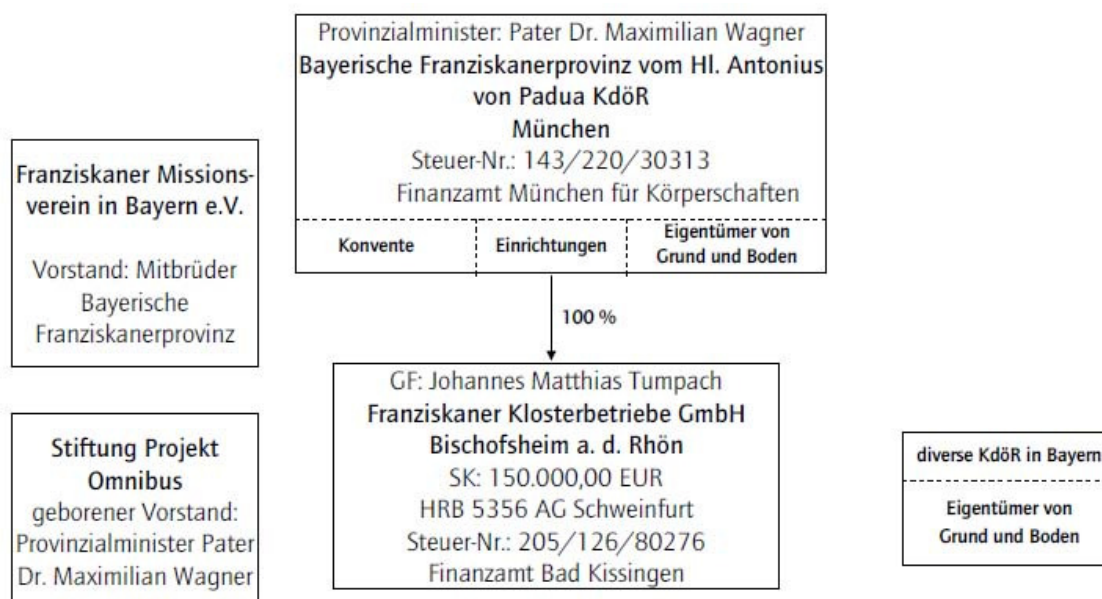 Provinzialminister: Pater Dr. Maximilian Wagner
Bayerische Franziskanerprovinz vom Hl. Antonius
von Padua KdöR
München
Steuer-Nr.: 143/220/30313
Finanzamt München für Körperschaften
Konvente
Einrichtungen
Eigentümer von
Grund und Boden
Franziskaner Missions-
verein in Bayern e.V.
Vorstand: Mitbrüder
Bayerische
Franziskanerprovinz
100 %
GF: Johannes Matthias Tumpach
Franziskaner Klosterbetriebe GmbH
Bischofsheim a. d. Rhön
SK: 150.000,00 EUR
HRB 5356 AG Schweinfurt
Steuer-Nr.: 205/126/80276
Finanzamt Bad Kissingen
Stiftung Projekt
Omnibus
geborener Vorstand:
Provinzialminister Pater
Dr. Maximilian Wagner
diverse KdöR in Bayern
Eigentümer von
Grund und Boden